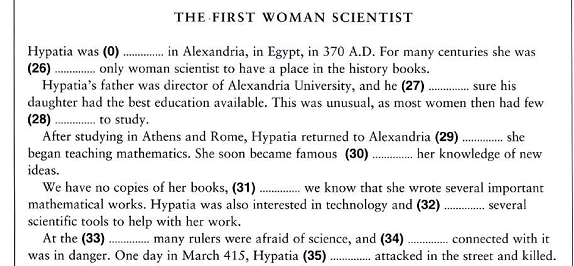 THE FIRST WOMAN SCIENTIST
Hypatia was (0) .............. in Alexandria, in Egypt, in 370 A.D. For many centuries she was
(26) .............. only woman scientist to have a place in the history books.
Hypatia's father was director of Alexandria University, and he (27) .............. sure his
daughter had the best education available. This was unusual, as most women then had few
(28) .............. to study.
After studying in Athens and Rome, Hypatia returned to Alexandria (29) .............. she
began teaching mathematics. She soon became famous (30) .............. her knowledge of new
ideas.
We have no copies of her books, (31) .............. we know that she wrote several important
mathematical works. Hypatia was also interested in technology and (32) .............. several
scientific tools to help with her work.
At the (33) .............. many rulers were afraid of science, and (34) .............. connected with it
was in danger. One day in March 415, Hypatia (35) .............. attacked in the street and killed.